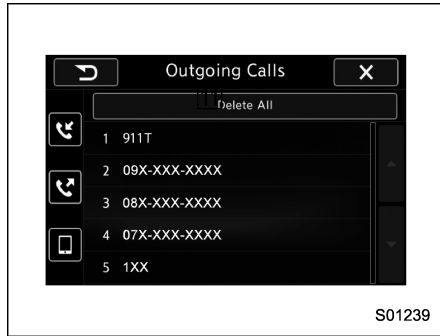 Outgoing Calls
X
Delete All
1 911T
2 09X-XXX-XXXX
3 08X-XXX-XXXX
4 07X-XXX-XXXX
5 1XX
S01239